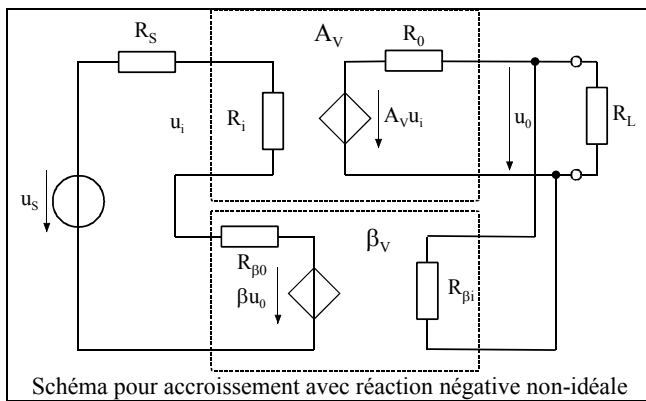 R_S
A_V
R_0
u_i
R_i
A_Vu_i
u_0
R_L
u_S
R_β0
β_V
βu_0
R_βi
Schéma pour accroissement avec réaction négative non-idéale